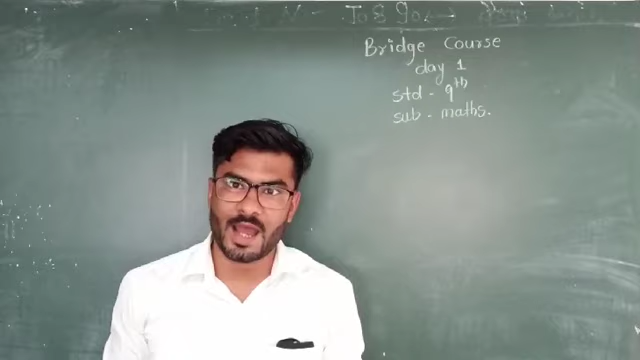 Bridge Course
day 1
std - 9th
sub - maths.